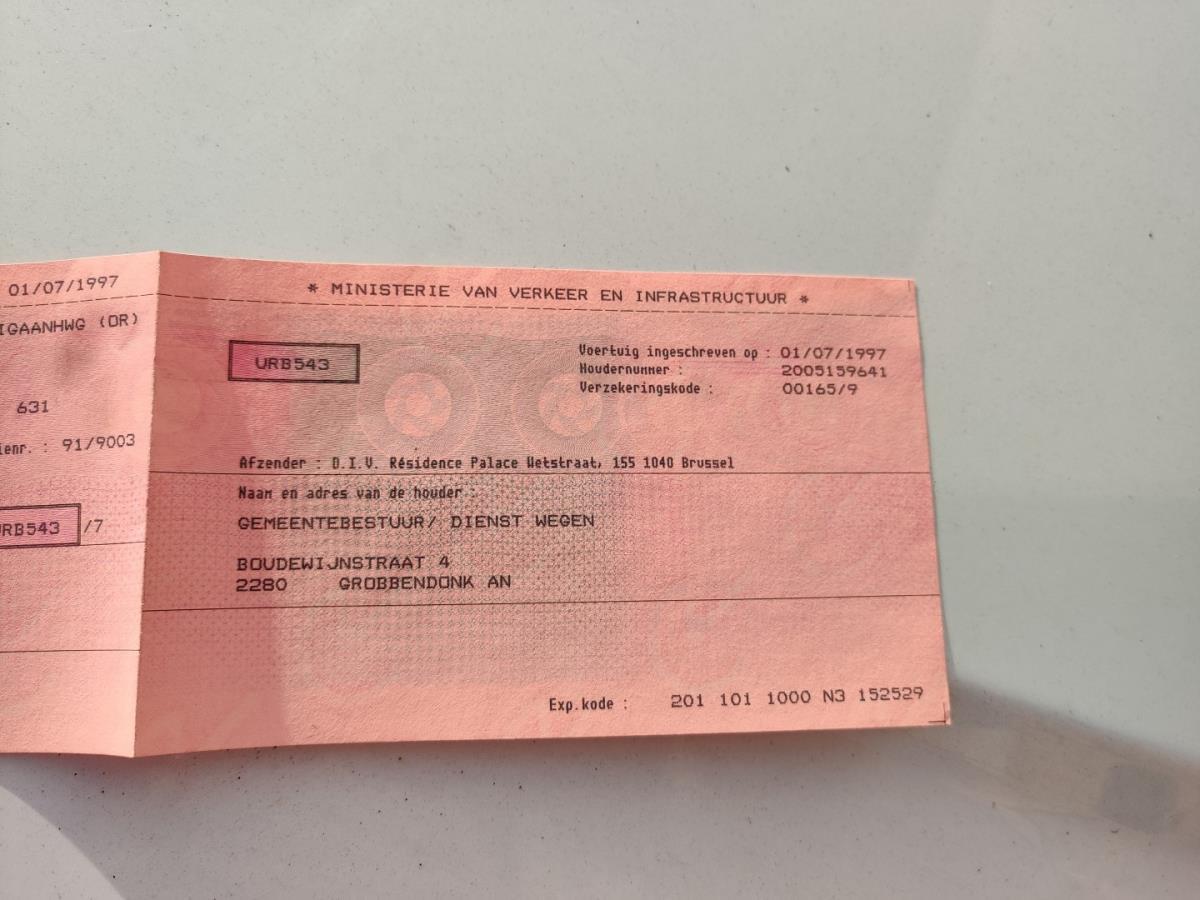 01/07/1997
IGAANHWG (OR)
631
ienr. : 91/9003
URB543 /7
* MINISTERIE VAN VERKEER EN INFRASTRUCTUUR *
URB543
Voertuig ingeschreven op : 01/07/1997
Houdernummer : 2005159641
Verzekeringskode : 00165/9
Afzender : D.I.V. Résidence Palace Wetstraat, 155 1040 Brussel
Naam en adres van de houder :
GEMEENTEBESTUUR/ DIENST WEGEN
BOUDEWIJNSTRAAT 4
2280 GROBBENDONK AN
Exp.kode : 201 101 1000 N3 152529